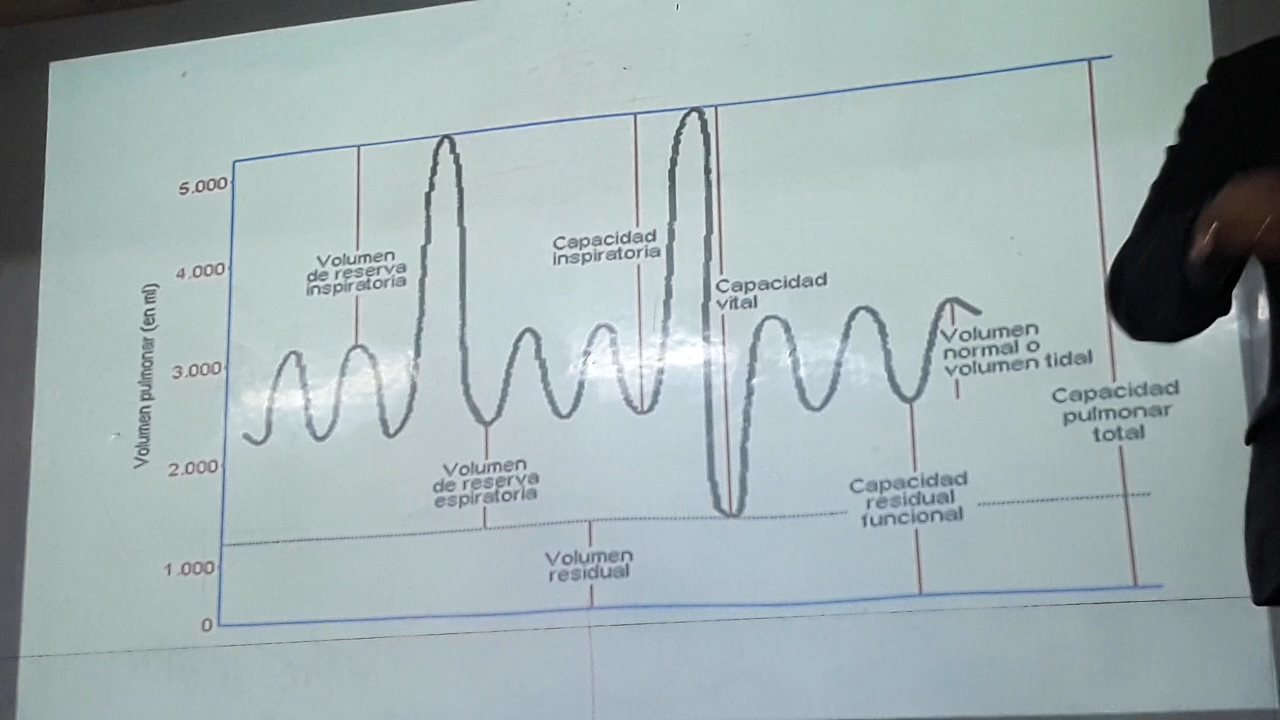 5.000
4.000
3.000
2.000
1.000
0
Volumen pulmonar (en ml)
Volumen
de reserva
inspiratoria
Capacidad
inspiratoria
Capacidad
vital
Volumen
normal o
volumen tidal
Capacidad
pulmonar
total
Volumen
de reserva
espiratoria
Capacidad
residual
funcional
Volumen
residual